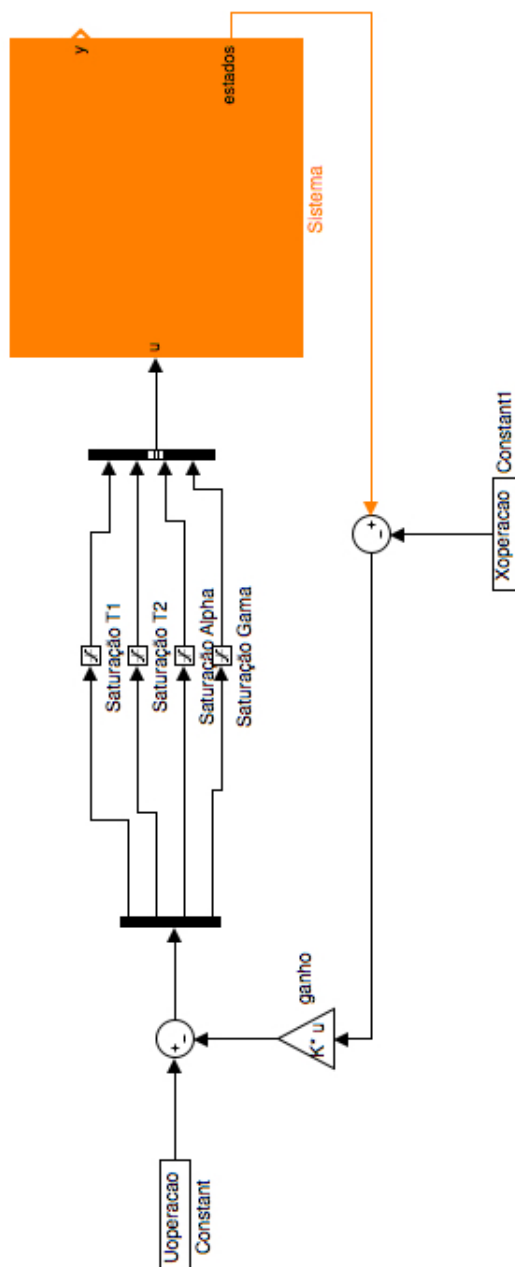 Uoperacao
Constant
+
-
K* u
ganho
Saturação T1
Saturação T2
Saturação Alpha
Saturação Gama
u
y
estados
Sistema
+
-
Xoperacao
Constant1